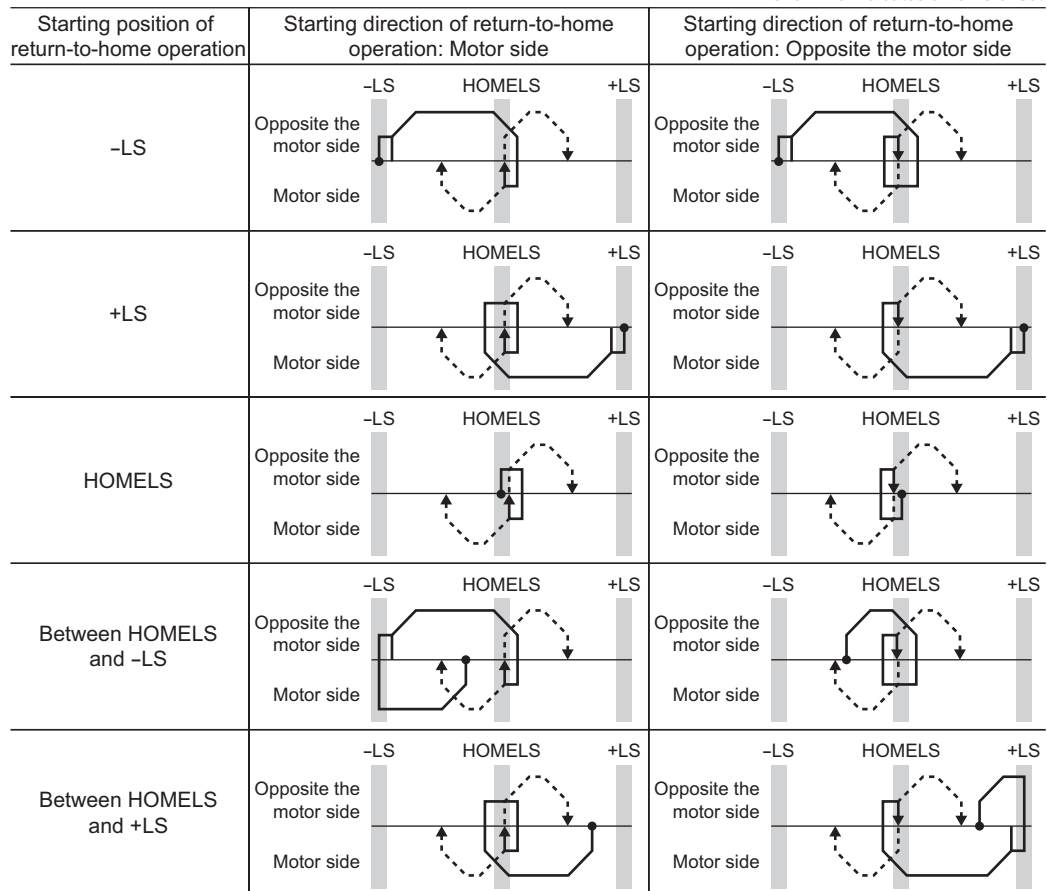 Starting position of
return-to-home operation
Starting direction of return-to-home
operation: Motor side
Starting direction of return-to-home
operation: Opposite the motor side
–LS
–LS HOMELS +LS
Opposite the
motor side
Motor side
–LS HOMELS +LS
Opposite the
motor side
Motor side
+LS
–LS HOMELS +LS
Opposite the
motor side
Motor side
–LS HOMELS +LS
Opposite the
motor side
Motor side
HOMELS
–LS HOMELS +LS
Opposite the
motor side
Motor side
–LS HOMELS +LS
Opposite the
motor side
Motor side
Between HOMELS
and –LS
–LS HOMELS +LS
Opposite the
motor side
Motor side
–LS HOMELS +LS
Opposite the
motor side
Motor side
Between HOMELS
and +LS
–LS HOMELS +LS
Opposite the
motor side
Motor side
–LS HOMELS +LS
Opposite the
motor side
Motor side